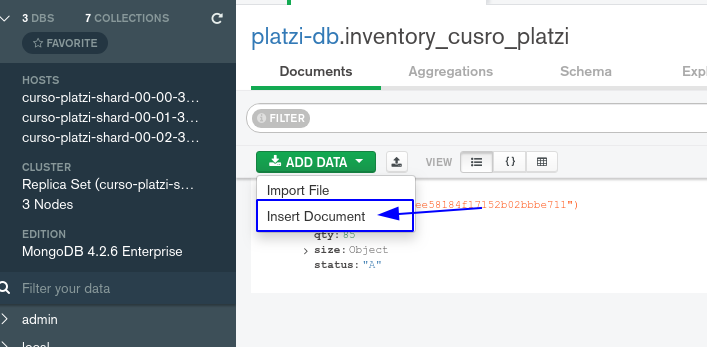 3 DBS 7 COLLECTIONS
FAVORITE
HOSTS
curso-platzi-shard-00-00-3...
curso-platzi-shard-00-01-3...
curso-platzi-shard-00-02-3...
CLUSTER
Replica Set (curso-platzi-s...
3 Nodes
EDITION
MongoDB 4.2.6 Enterprise
Filter your data
admin
local
platzi-db.inventory_cusro_platzi
Documents Aggregations Schema Expl
FILTER
ADD DATA VIEW {}
Import File
Insert Document
ee58184f17152b02bbbe711")
qty: 85
size: Object
status: "A"